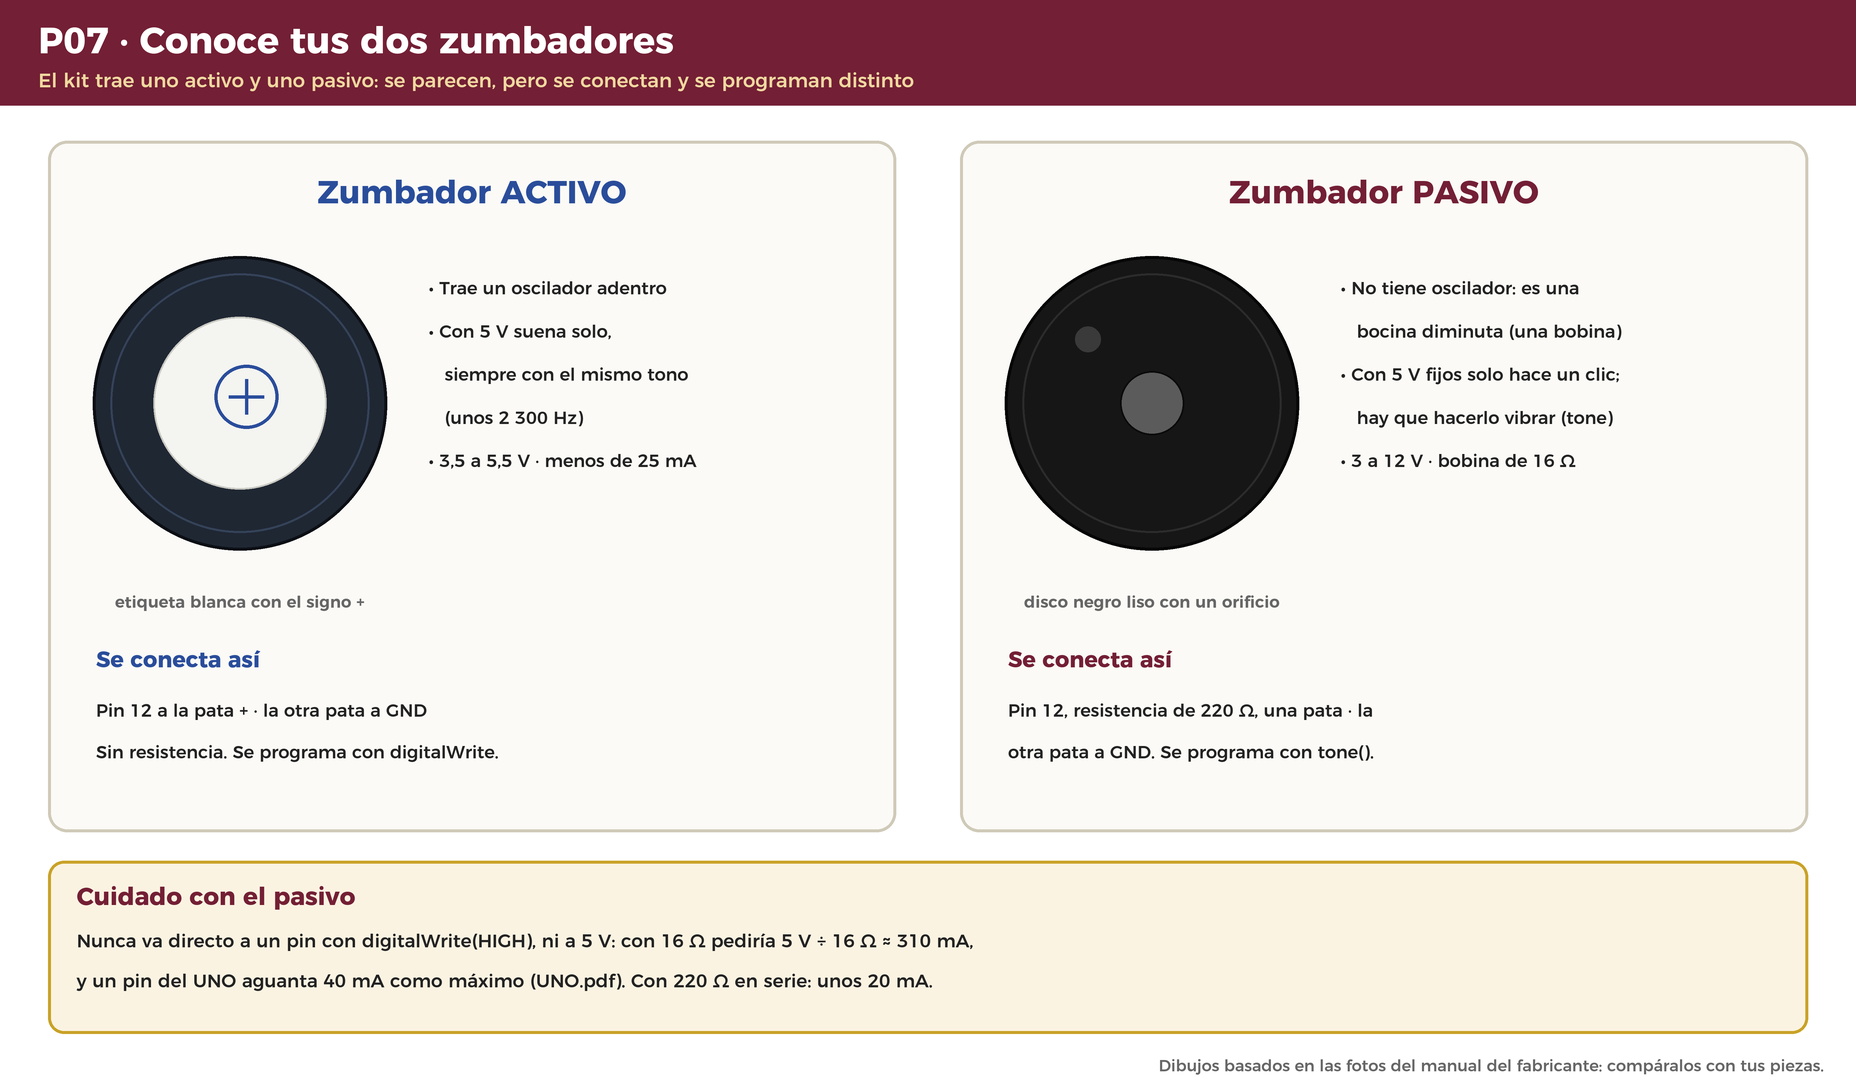 P07 · Conoce tus dos zumbadores
El kit trae uno activo y uno pasivo: se parecen, pero se conectan y se programan distinto
Zumbador ACTIVO
• Trae un oscilador adentro
• Con 5 V suena solo,
siempre con el mismo tono
(unos 2 300 Hz)
• 3,5 a 5,5 V · menos de 25 mA
etiqueta blanca con el signo +
Se conecta así
Pin 12 a la pata + · la otra pata a GND
Sin resistencia. Se programa con digitalWrite.
Zumbador PASIVO
• No tiene oscilador: es una
bocina diminuta (una bobina)
• Con 5 V fijos solo hace un clic;
hay que hacerlo vibrar (tone)
• 3 a 12 V · bobina de 16 Ω
disco negro liso con un orificio
Se conecta así
Pin 12, resistencia de 220 Ω, una pata · la
otra pata a GND. Se programa con tone().
Cuidado con el pasivo
Nunca va directo a un pin con digitalWrite(HIGH), ni a 5 V: con 16 Ω pediría 5 V ÷ 16 Ω ≈ 310 mA,
y un pin del UNO aguanta 40 mA como máximo (UNO.pdf). Con 220 Ω en serie: unos 20 mA.
Dibujos basados en las fotos del manual del fabricante: compáralos con tus piezas.